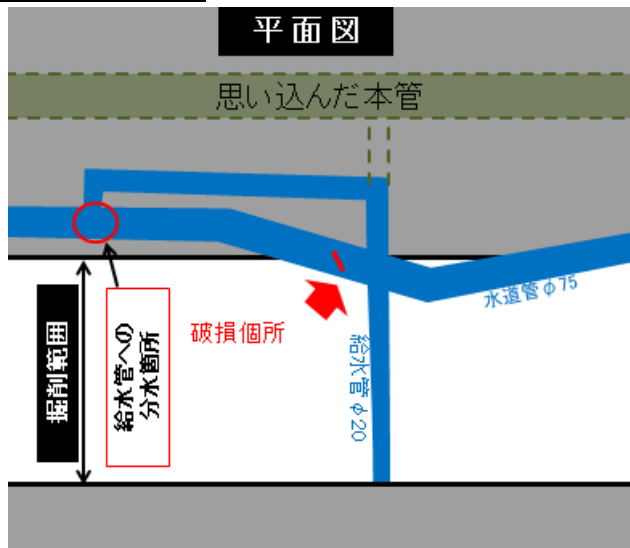 平面図
思い込んだ本管
水道管φ75
掘削範囲
給水管への
分水箇所
破損個所
給水管φ20